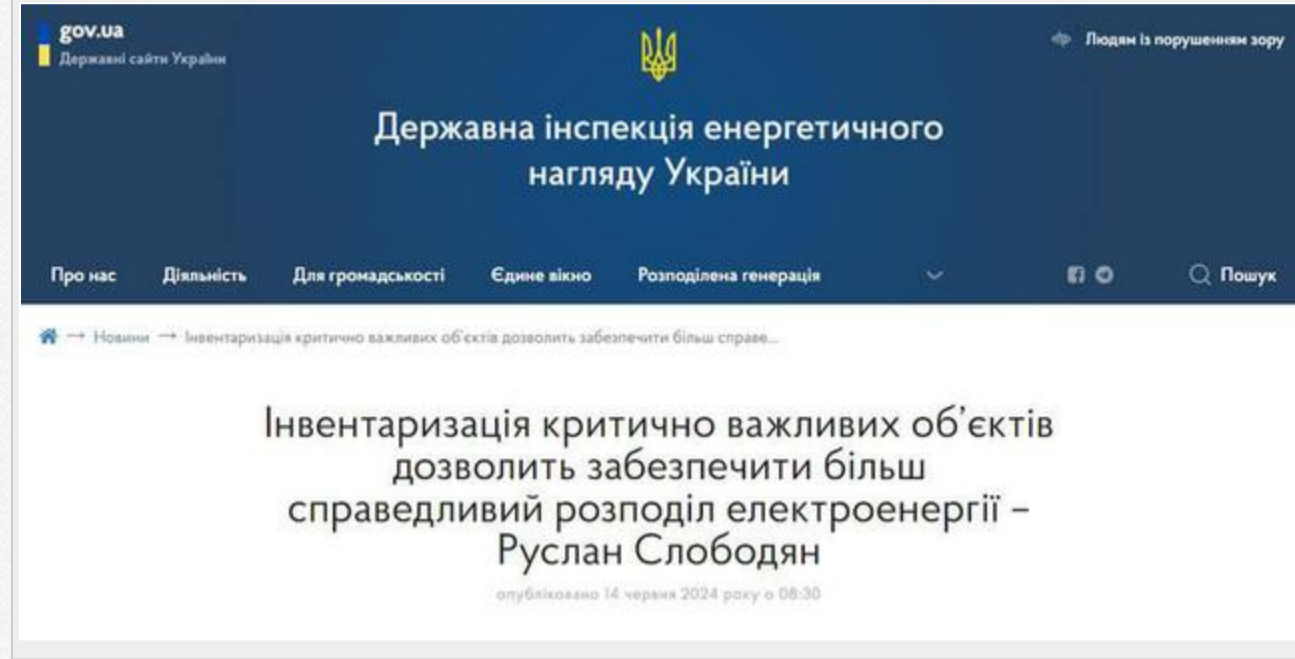 gov.ua
Державні сайти України
Людям із порушенням зору
Державна інспекція енергетичного
нагляду України
Про нас Діяльність Для громадськості Єдине вікно Розподілена генерація Пошук
→ Новини → Інвентаризація критично важливих об'єктів дозволить забезпечити більш справе...
Інвентаризація критично важливих об’єктів
дозволить забезпечити більш
справедливий розподіл електроенергії –
Руслан Слободян
опубліковано 14 червня 2024 року о 08:30